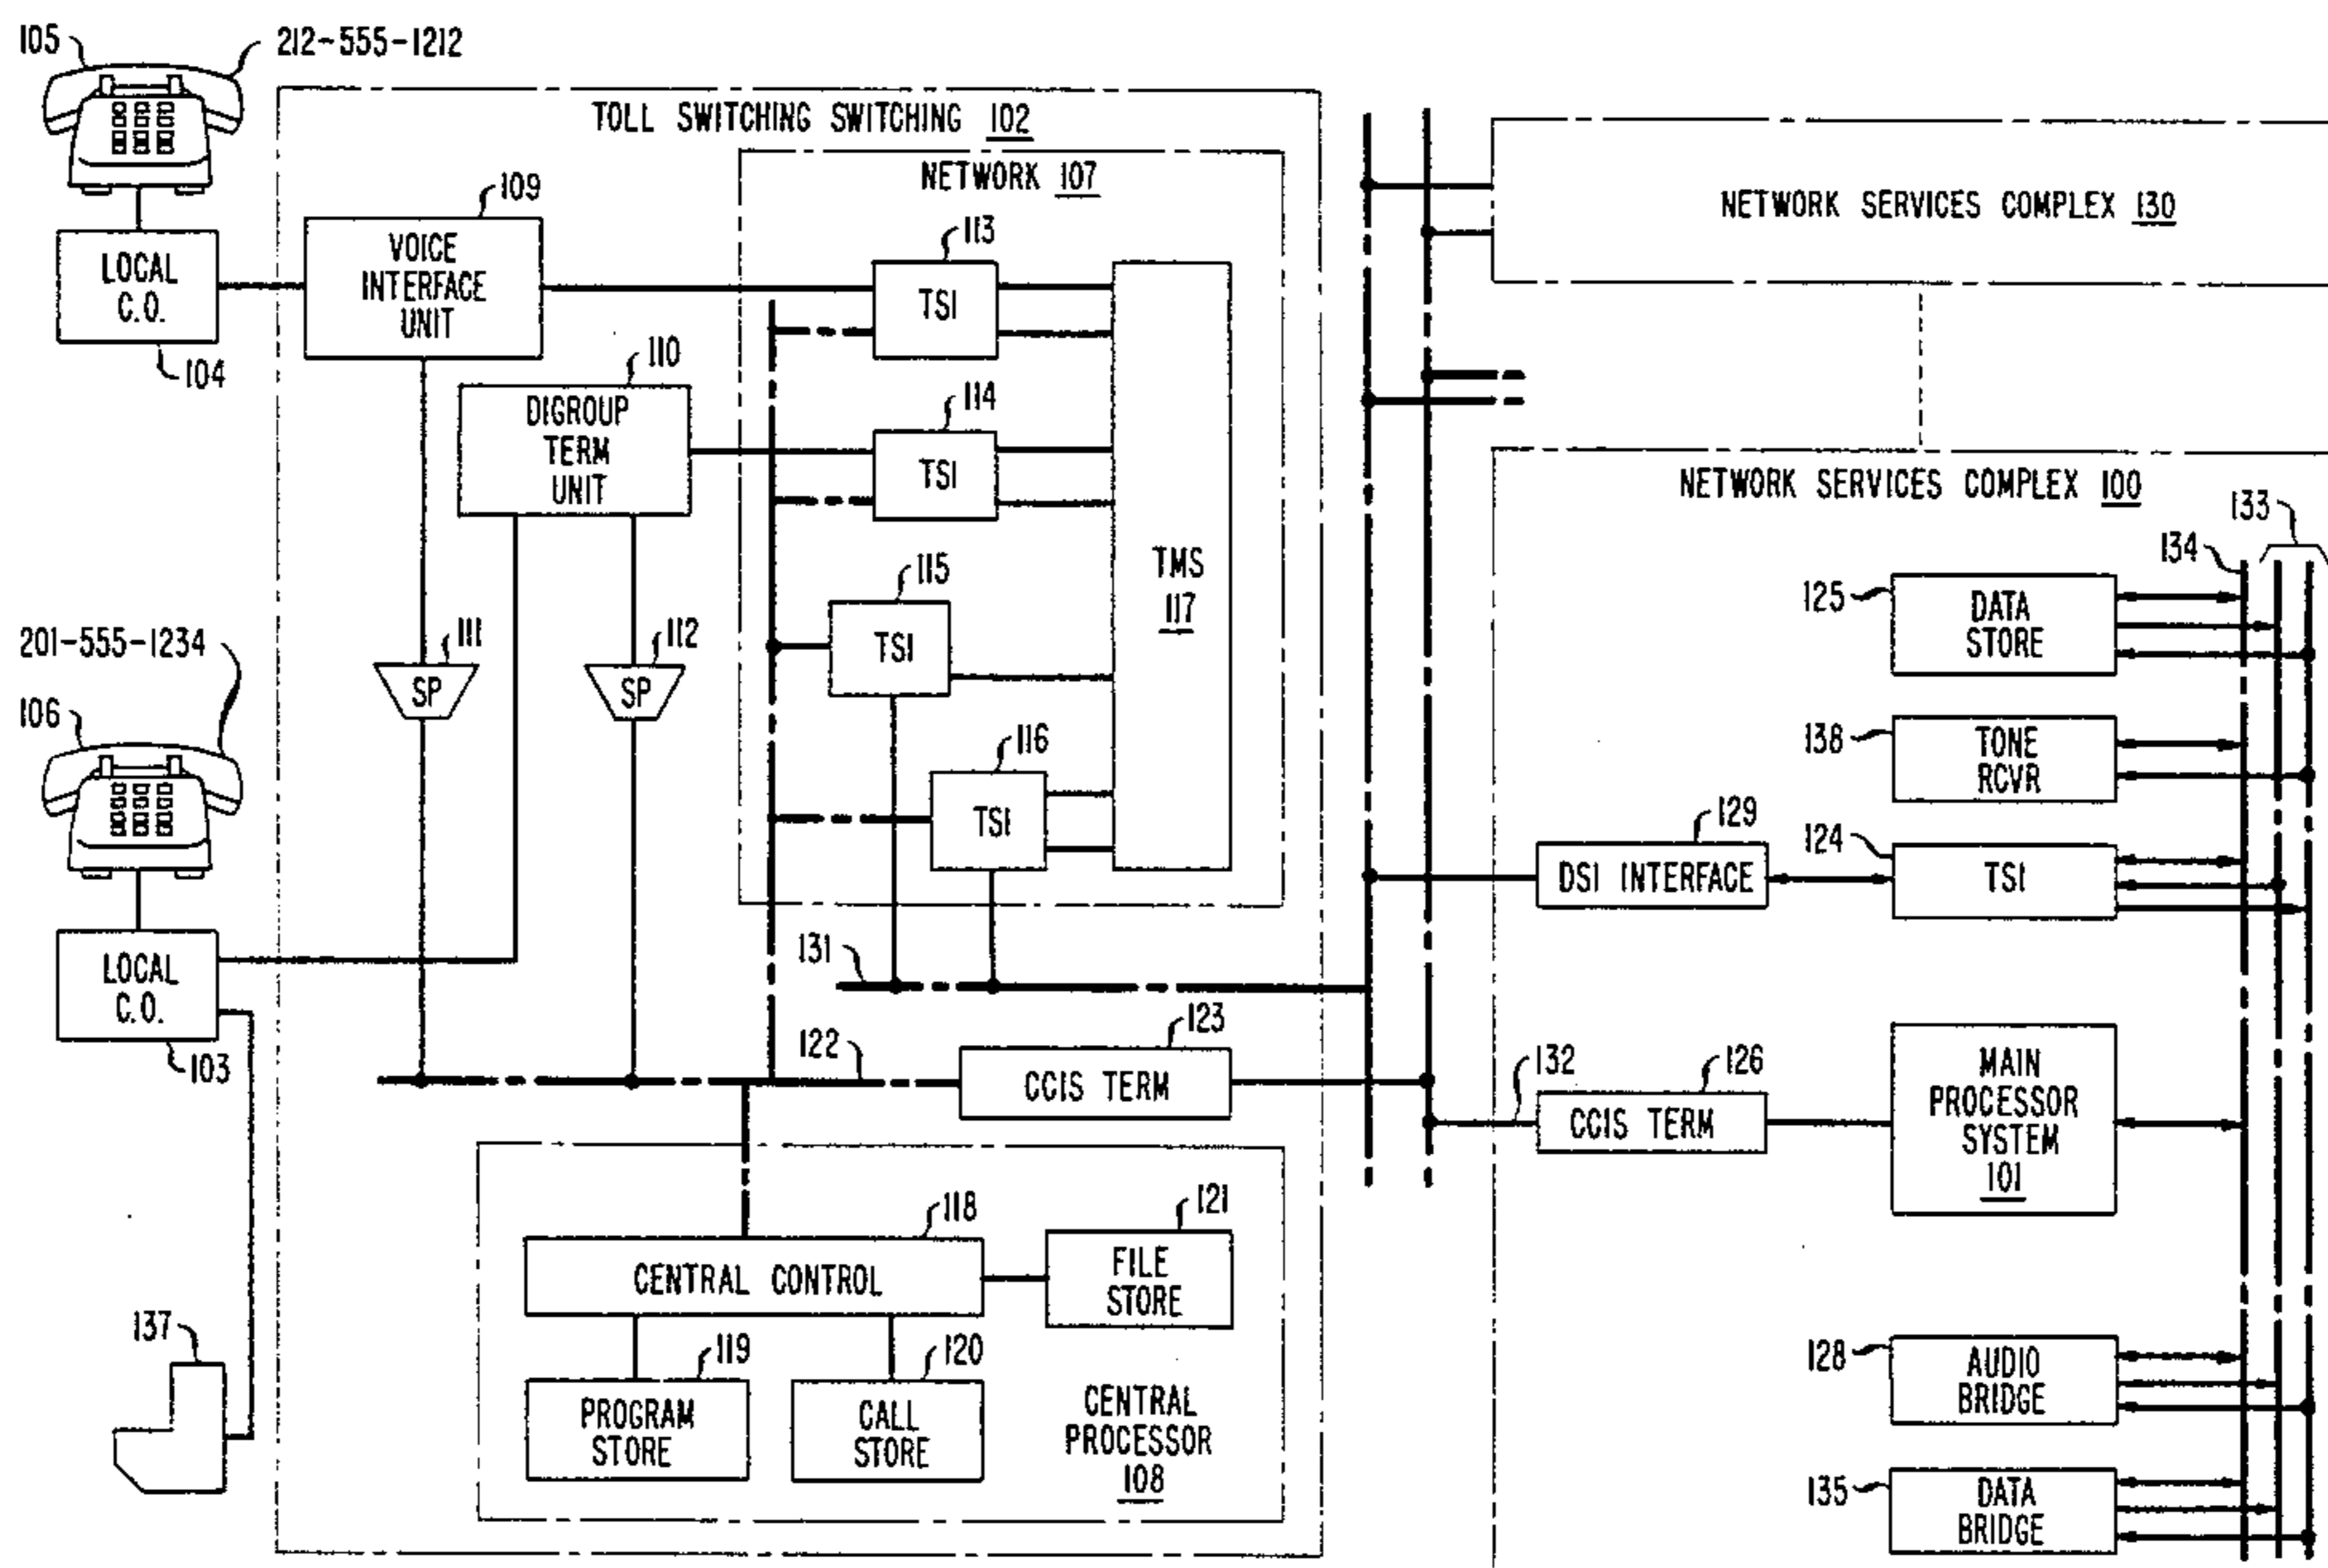 105
212-555-1212
TOLL SWITCHING SWITCHING 102
NETWORK 107
109
VOICE
INTERFACE
UNIT
LOCAL
C.O.
104
113
TSI
110
DIGROUP
TERM
UNIT
114
TSI
115
TSI
TMS
117
116
TSI
111
SP
112
SP
201-555-1234
106
LOCAL
C.O.
103
131
122
123
CCIS TERM
118
CENTRAL CONTROL
121
FILE
STORE
119
PROGRAM
STORE
120
CALL
STORE
CENTRAL
PROCESSOR
108
137
NETWORK SERVICES COMPLEX 130
NETWORK SERVICES COMPLEX 100
133
134
125
DATA
STORE
138
TONE
RCVR
129
DSI INTERFACE
124
TSI
132
126
CCIS TERM
MAIN
PROCESSOR
SYSTEM
101
128
AUDIO
BRIDGE
135
DATA
BRIDGE